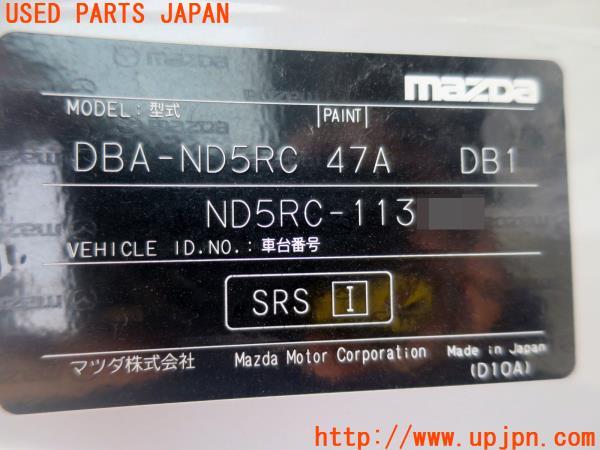 USED PARTS JAPAN
mazda
MODEL : 型式 PAINT
DBA-ND5RC 47A DB1
ND5RC-113
VEHICLE ID.NO. : 車台番号
SRS I
マツダ株式会社 Mazda Motor Corporation Made in Japan
(D10A)
http://www.upjpn.com